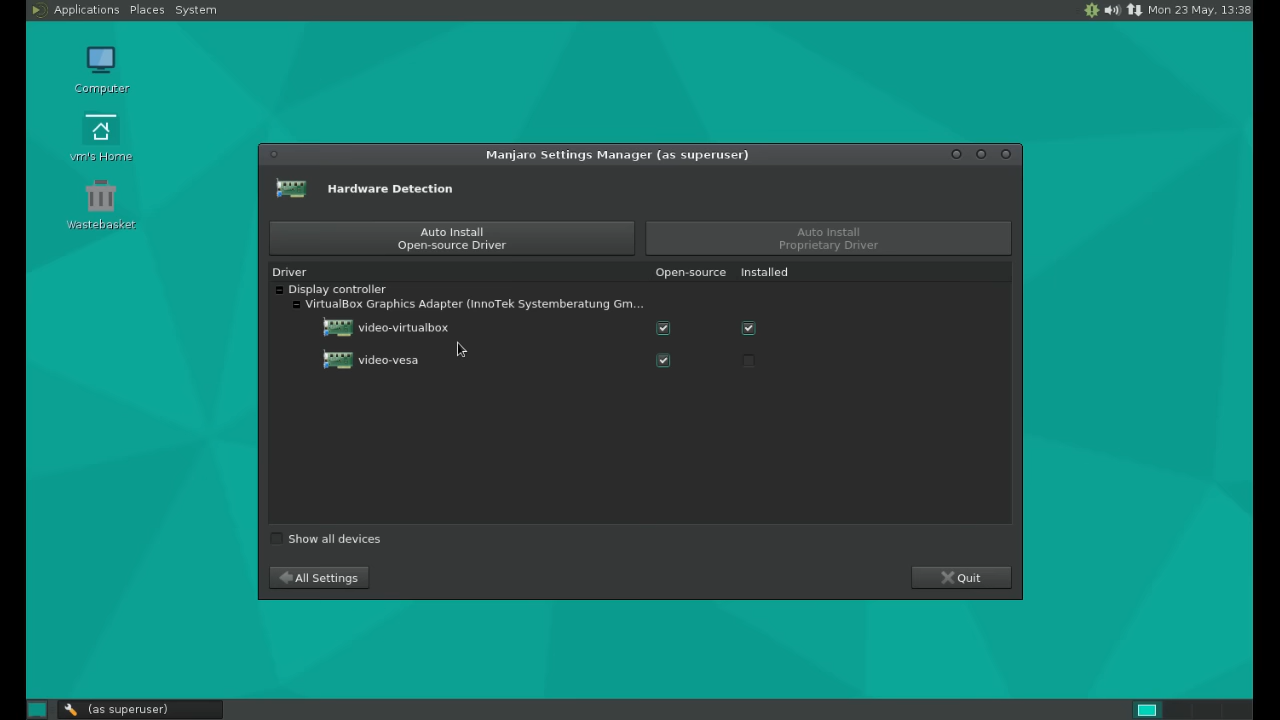 Applications Places System
Mon 23 May, 13:38
Computer
vm's Home
Wastebasket
Manjaro Settings Manager (as superuser)
Hardware Detection
Auto Install
Open-source Driver
Auto Install
Proprietary Driver
Driver Open-source Installed
Display controller
VirtualBox Graphics Adapter (InnoTek Systemberatung Gm...
video-virtualbox
video-vesa
Show all devices
All Settings
Quit
(as superuser)